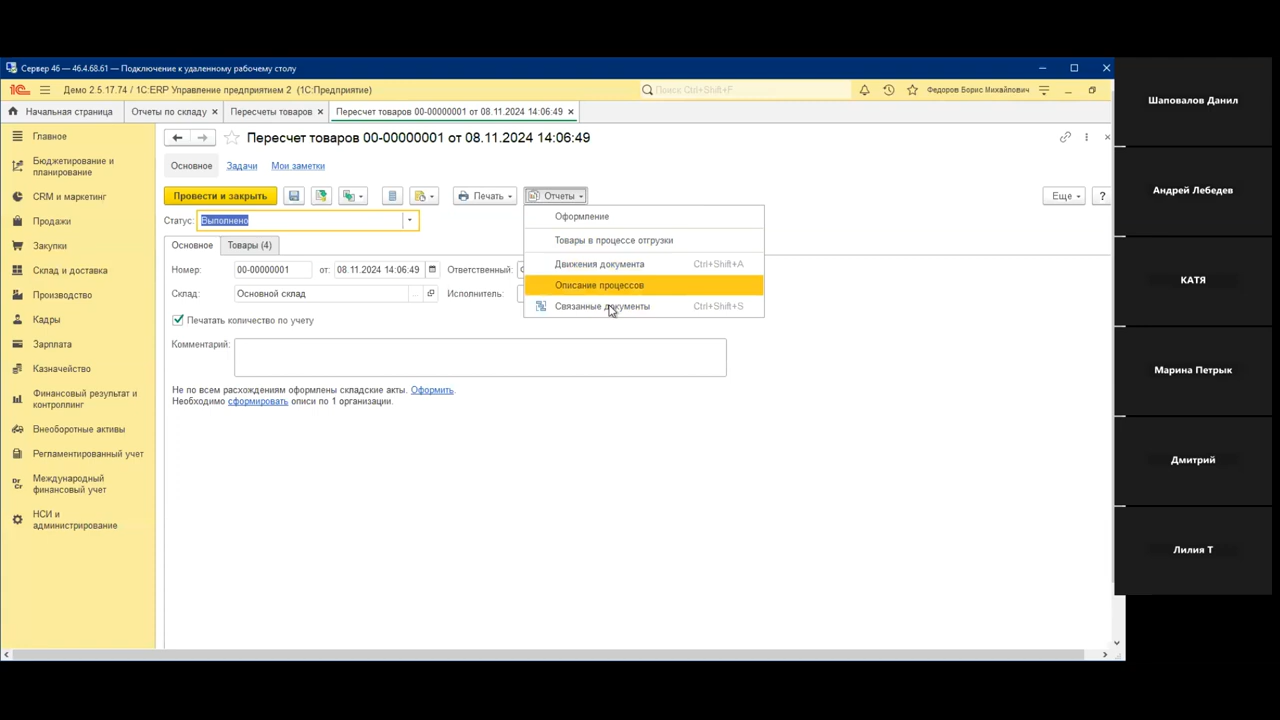 Сервер 46 — 46.4.68.61 — Подключение к удаленному рабочему столу
1С Демо 2.5.17.74 / 1С:ERP Управление предприятием 2 (1С:Предприятие)
Поиск Ctrl+Shift+F
Федоров Борис Михайлович
Начальная страница
Отчеты по складу ×
Пересчеты товаров ×
Пересчет товаров 00-00000001 от 08.11.2024 14:06:49 ×
Главное
Бюджетирование и
планирование
CRM и маркетинг
Продажи
Закупки
Склад и доставка
Производство
Кадры
Зарплата
Казначейство
Финансовый результат и
контроллинг
Внеоборотные активы
Регламентированный учет
Международный
финансовый учет
НСИ и
администрирование
Пересчет товаров 00-00000001 от 08.11.2024 14:06:49
Основное Задачи Мои заметки
Провести и закрыть
Печать
Отчеты
Еще
?
Статус: Выполнено
Оформление
Товары в процессе отгрузки
Движения документа Ctrl+Shift+A
Описание процессов
Связанные документы Ctrl+Shift+S
Основное Товары (4)
Номер: 00-00000001 от: 08.11.2024 14:06:49 Ответственный:
Склад: Основной склад Исполнитель:
Печатать количество по учету
Комментарий:
Не по всем расхождениям оформлены складские акты. Оформить.
Необходимо сформировать описи по 1 организации.
Шаповалов Данил
Андрей Лебедев
КАТЯ
Марина Петрык
Дмитрий
Лилия Т